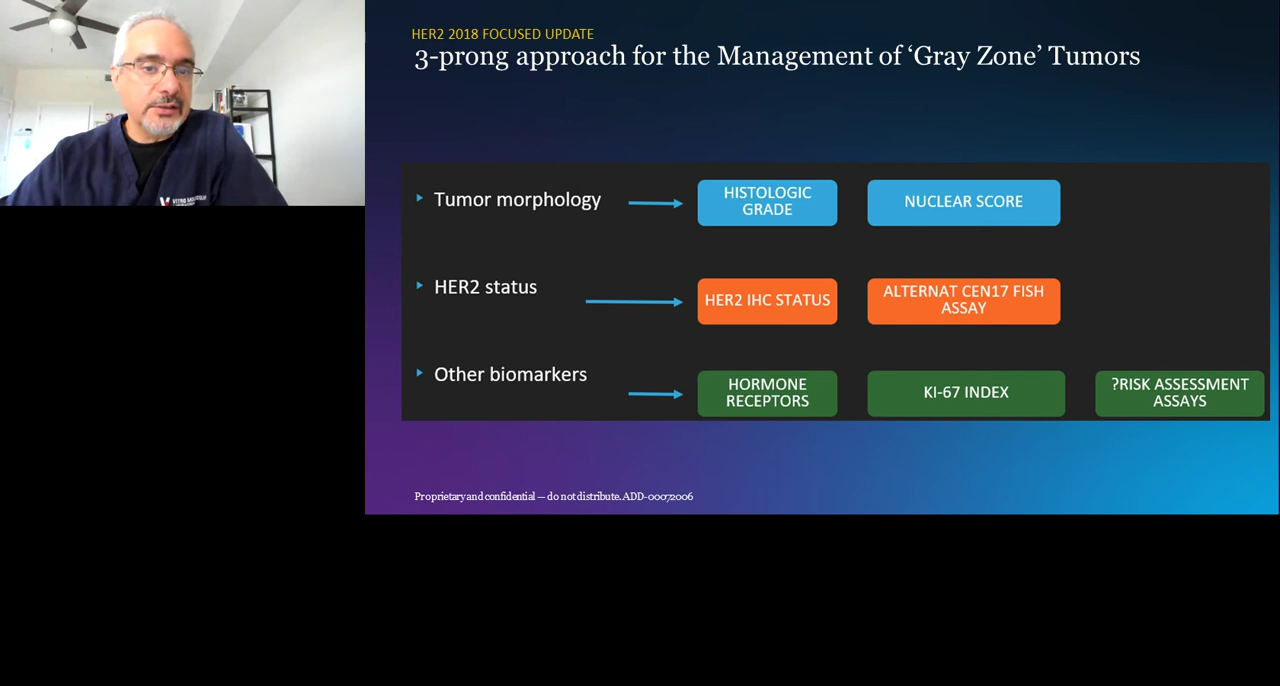 HER2 2018 FOCUSED UPDATE
3-prong approach for the Management of ‘Gray Zone’ Tumors
Tumor morphology
HISTOLOGIC
GRADE
NUCLEAR SCORE
HER2 status
HER2 IHC STATUS
ALTERNAT CEN17 FISH
ASSAY
Other biomarkers
HORMONE
RECEPTORS
KI-67 INDEX
?RISK ASSESSMENT
ASSAYS
Proprietary and confidential — do not distribute. ADD-00072006
VITRO